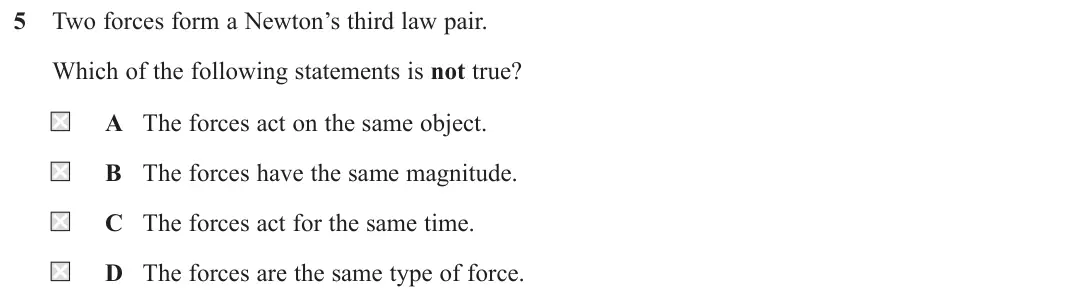 5 Two forces form a Newton’s third law pair.
Which of the following statements is not true?
A The forces act on the same object.
B The forces have the same magnitude.
C The forces act for the same time.
D The forces are the same type of force.